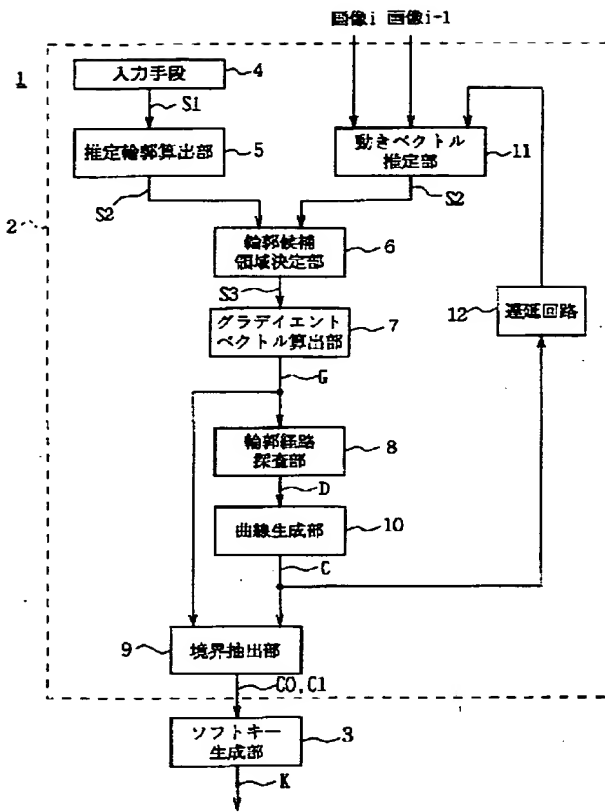 画像i 画像i-1
1
入力手段 4
S1
推定輪郭算出部 5
動きベクトル
推定部 11
S2
S2
2
輪郭候補
領域決定部 6
S3
グラデイエント
ベクトル算出部 7
12 遅延回路
G
輪郭経路
探査部 8
D
曲線生成部 10
C
9 境界抽出部
C0,C1
ソフトキー
生成部 3
K